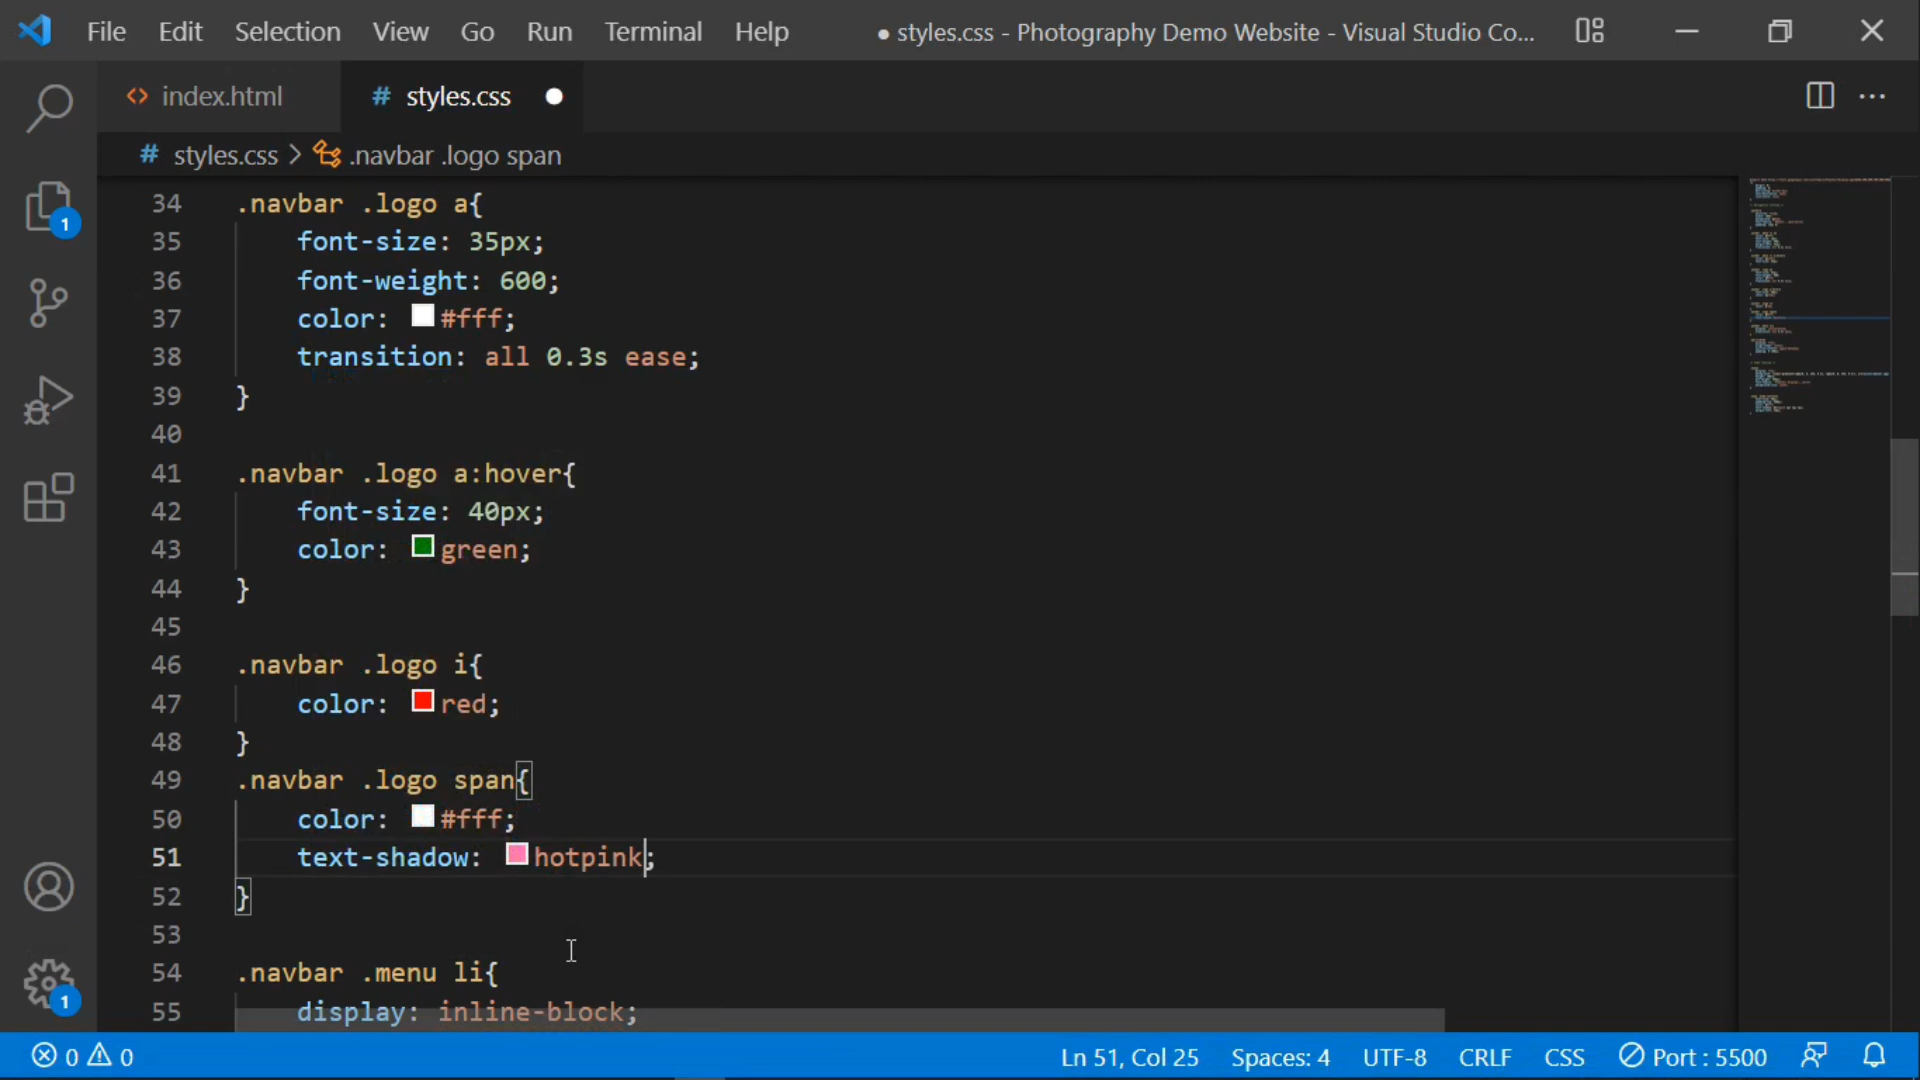 File Edit Selection View Go Run Terminal Help ● styles.css - Photography Demo Website - Visual Studio Co...
<> index.html # styles.css ●
# styles.css > .navbar .logo span
34 .navbar .logo a{
35 font-size: 35px;
36 font-weight: 600;
37 color: #fff;
38 transition: all 0.3s ease;
39 }
40
41 .navbar .logo a:hover{
42 font-size: 40px;
43 color: green;
44 }
45
46 .navbar .logo i{
47 color: red;
48 }
49 .navbar .logo span{
50 color: #fff;
51 text-shadow: hotpink;
52 }
53
54 .navbar .menu li{
55 display: inline-block;
1
1
0 0 Ln 51, Col 25 Spaces: 4 UTF-8 CRLF CSS Port : 5500